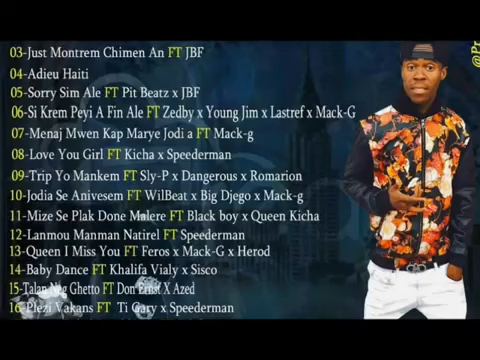 03-Just Montrem Chimen An FT JBF
04-Adieu Haiti
05-Sorry Sim Ale FT Pit Beatz x JBF
06-Si Krem Peyi A Fin Ale FT Zedby x Young Jim x Lastref x Mack-G
07-Menaj Mwen Kap Marye Jodi a FT Mack-g
08-Love You Girl FT Kicha x Speederman
09-Trip Yo Mankem FT Sly-P x Dangerous x Romarion
10-Jodia Se Anivesem FT WilBeat x Big Djego x Mack-g
11-Mize Se Plak Done Malere FT Black boy x Queen Kicha
12-Lanmou Manman Natirel FT Speederman
13-Queen I Miss You FT Feros x Mack-G x Herod
14-Baby Dance FT Khalifa Vialy x Sisco
15-Talan Neg Ghetto FT Don Ernst X Azed
16-Plezi Vakans FT Ti Gary x Speederman
@Pr